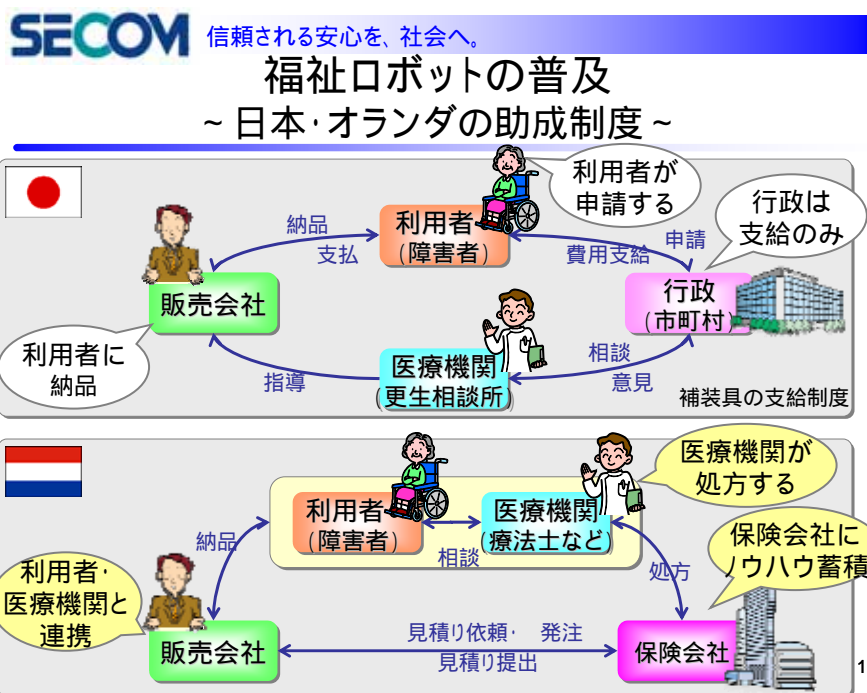 SECOM 信頼される安心を、社会へ。
福祉ロボットの普及
~日本・オランダの助成制度~
利用者が
申請する
行政は
支給のみ
納品
支払
利用者
(障害者)
費用支給
申請
販売会社
行政
(市町村)
利用者に
納品
指導
医療機関
(更生相談所)
相談
意見
補装具の支給制度
医療機関が
処方する
利用者
(障害者)
医療機関
(療法士など)
相談
納品
処方
保険会社に
ノウハウ蓄積
利用者・
医療機関と
連携
販売会社
見積り依頼・ 発注
見積り提出
保険会社
1